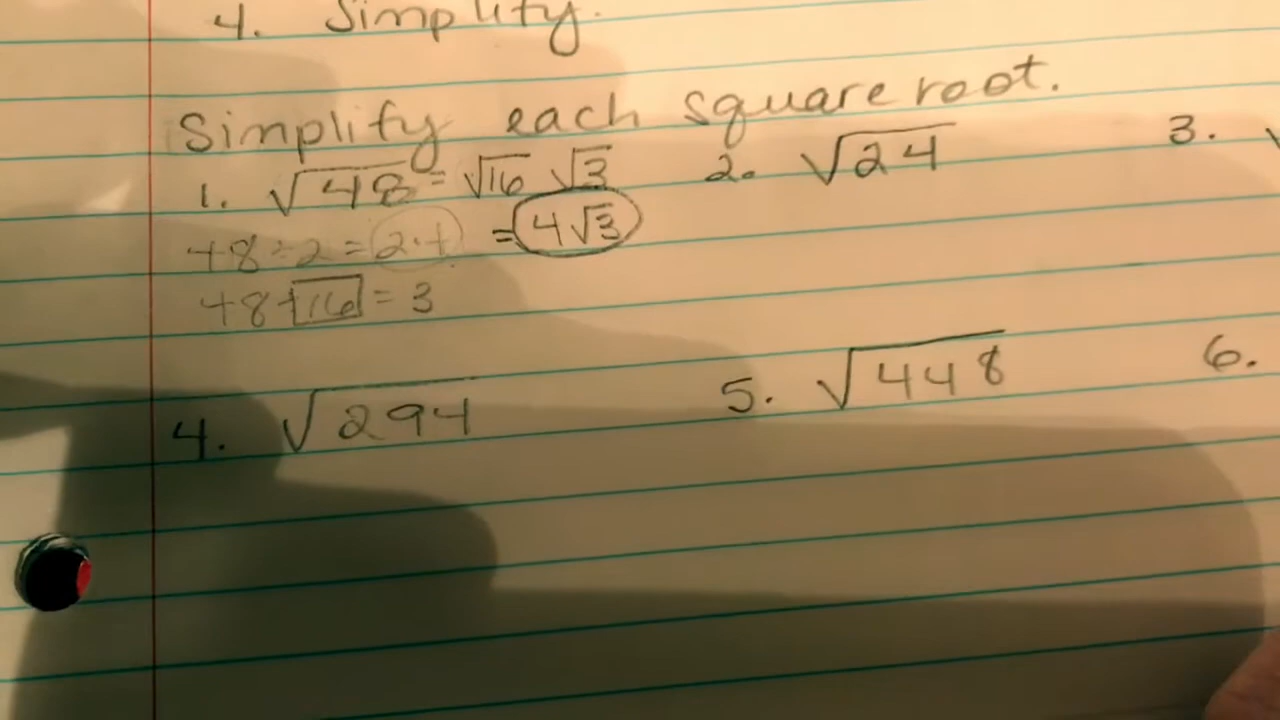 4. Simplify.
Simplify each square root.
1. √48 = √16 √3 2. √24 3. √
48 ÷ 2 = 2·4 = 4√3
48 ÷ 16 = 3
4. √294 5. √448 6.